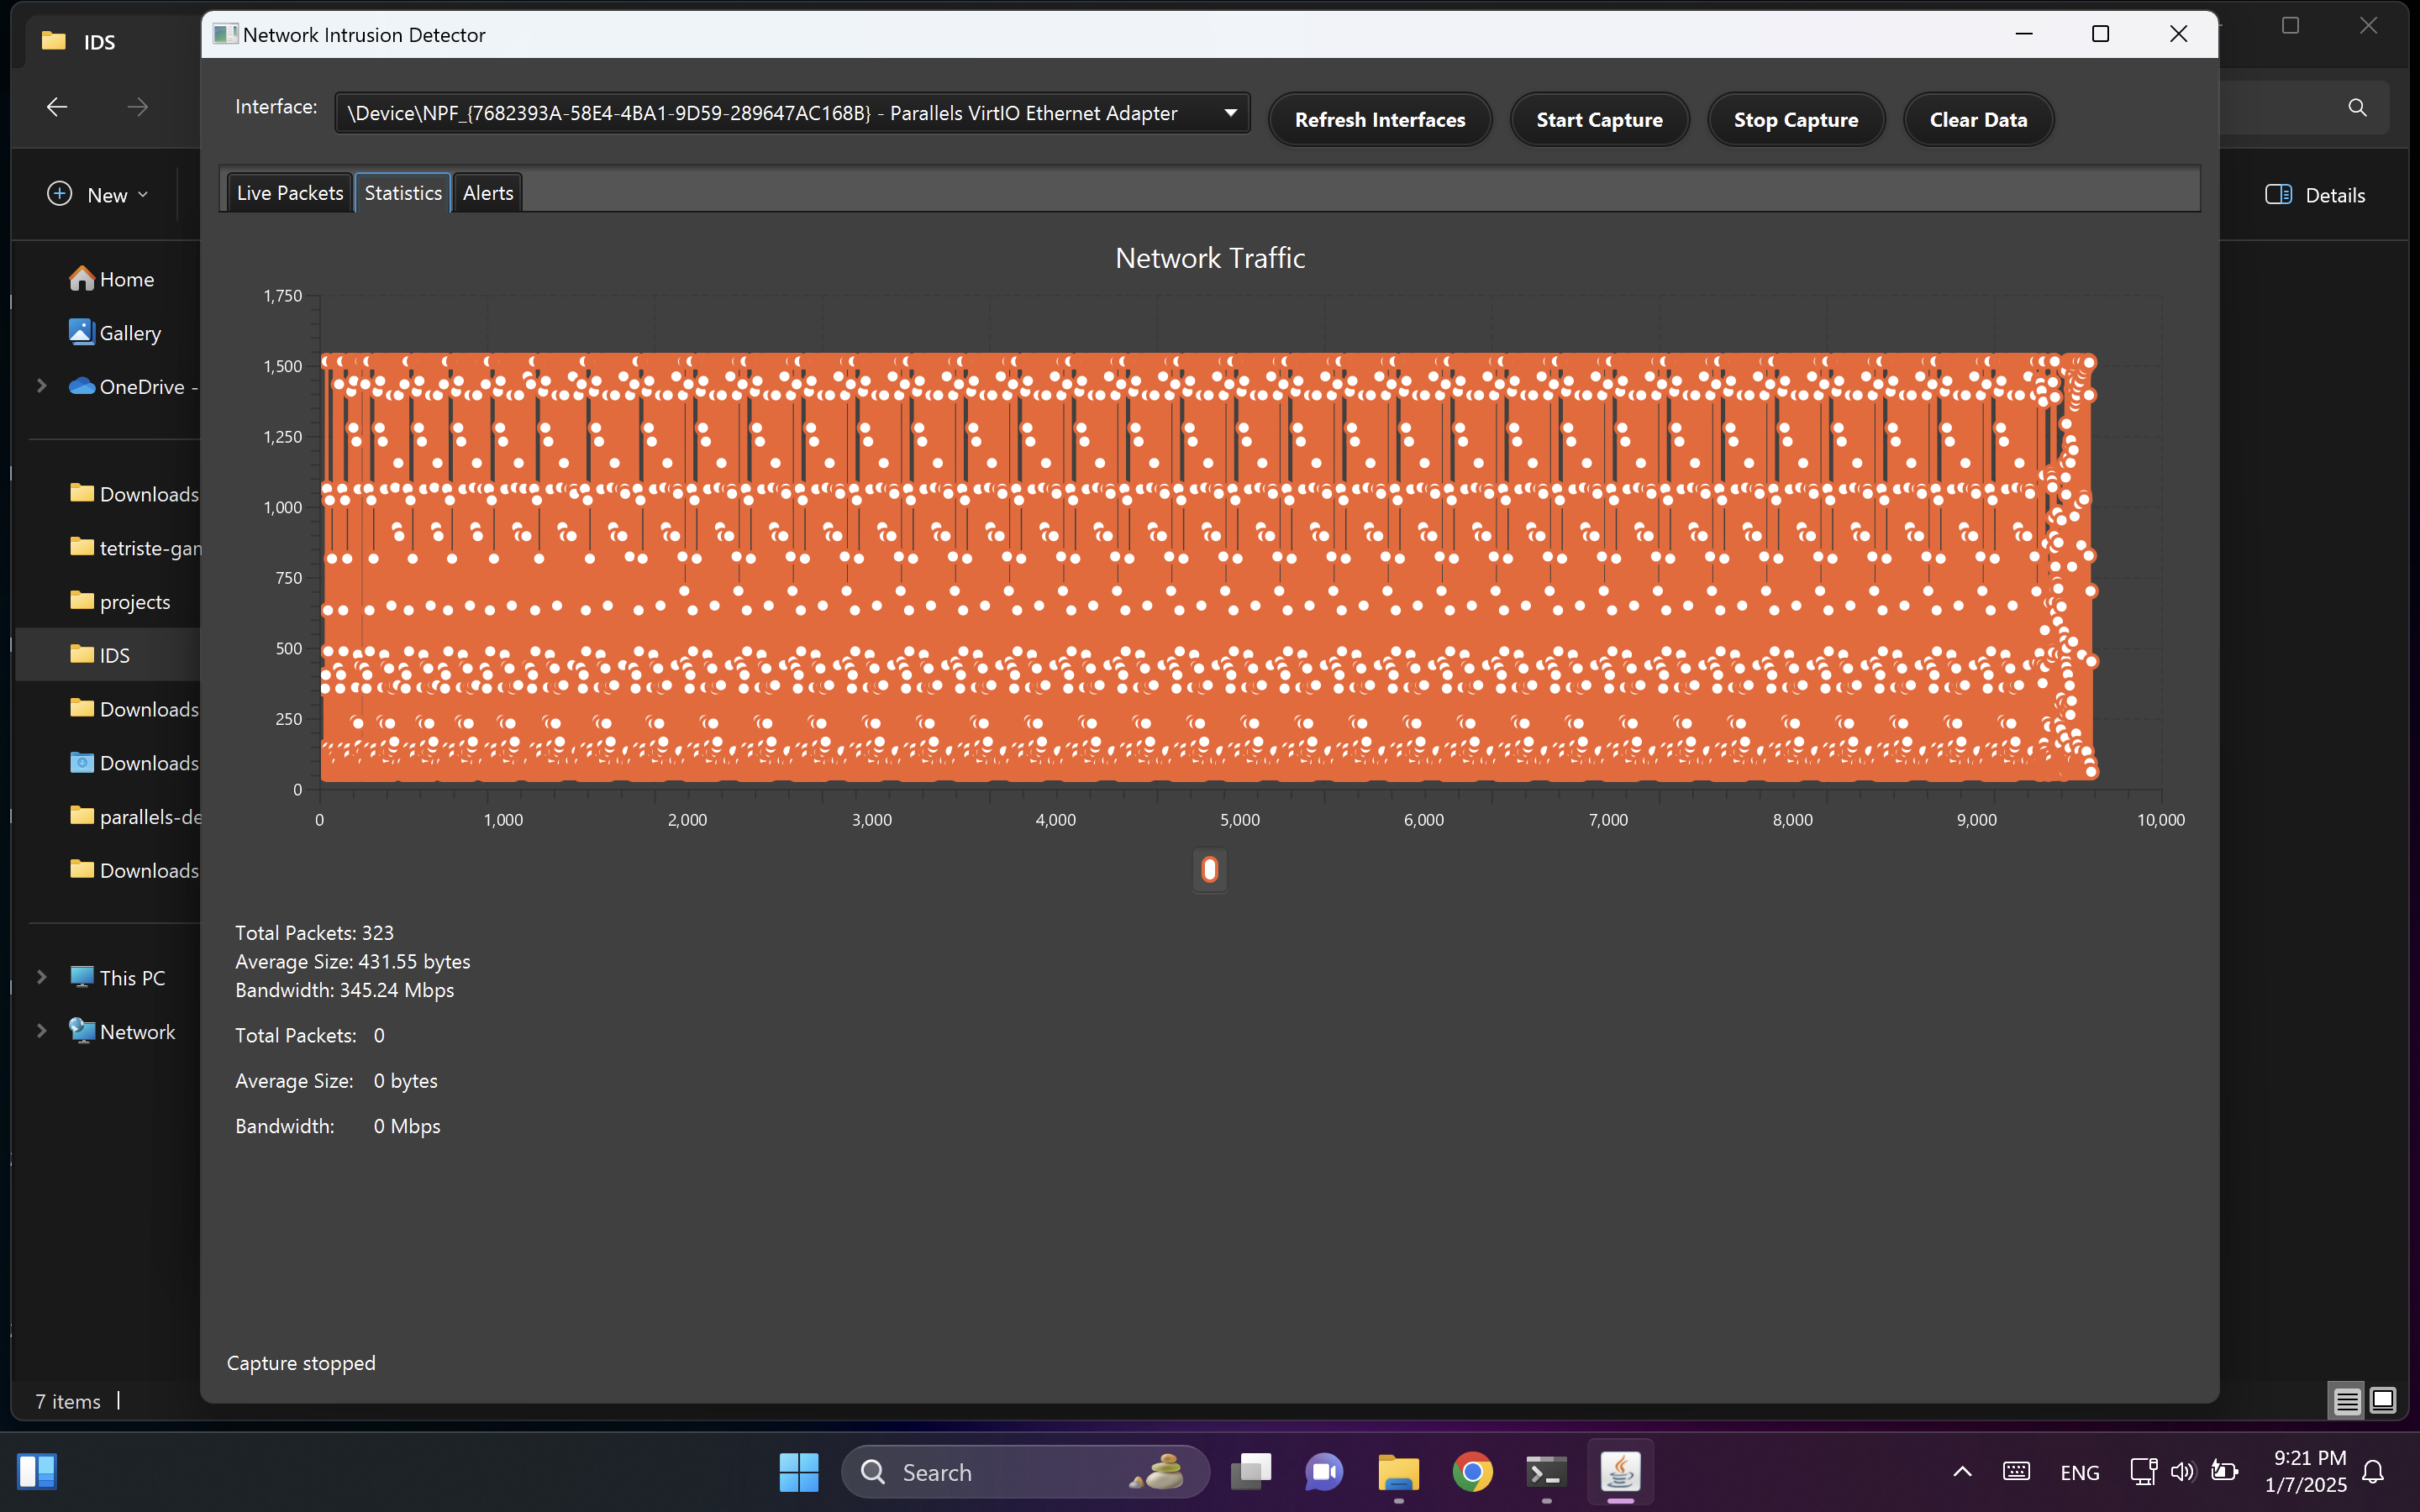 IDS
Network Intrusion Detector
Interface:
\Device\NPF_{7682393A-58E4-4BA1-9D59-289647AC168B} - Parallels VirtIO Ethernet Adapter
Refresh Interfaces
Start Capture
Stop Capture
Clear Data
New
Details
Live Packets
Statistics
Alerts
Home
Gallery
OneDrive -
Downloads
tetriste-gan
projects
IDS
Downloads
Downloads
parallels-de
Downloads
This PC
Network
Network Traffic
1,750
1,500
1,250
1,000
750
500
250
0
0
1,000
2,000
3,000
4,000
5,000
6,000
7,000
8,000
9,000
10,000
Total Packets: 323
Average Size: 431.55 bytes
Bandwidth: 345.24 Mbps
Total Packets: 0
Average Size: 0 bytes
Bandwidth: 0 Mbps
Capture stopped
7 items
Search
ENG
9:21 PM
1/7/2025